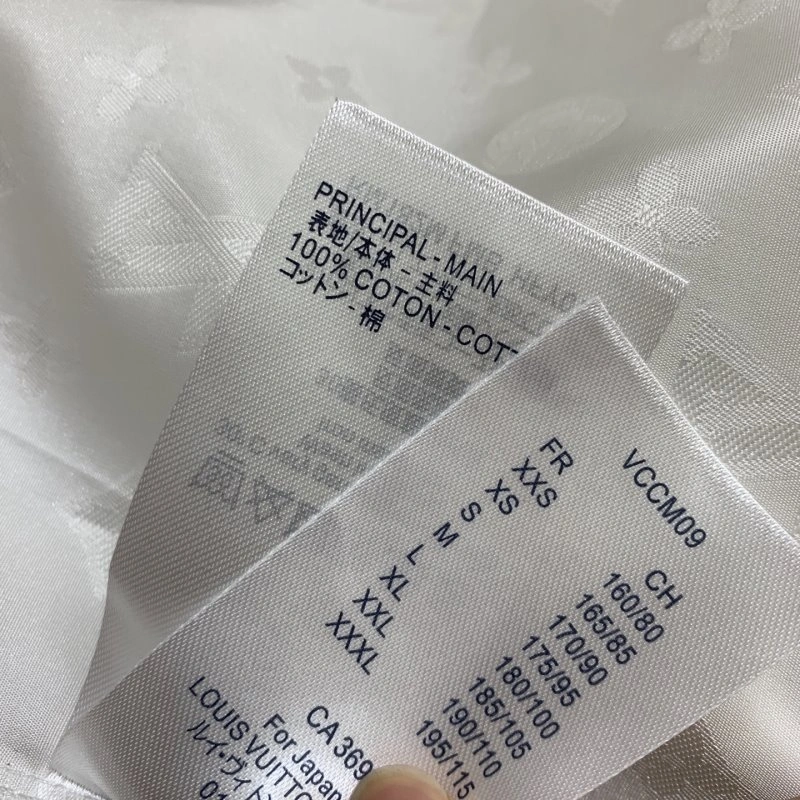 PRINCIPAL - MAIN
表地/本体 - 主料
100% COTON - COTT
コットン - 棉
VCCM09
FR CH
XXS 160/80
XS 165/85
S 170/90
M 175/95
L 180/100
XL 185/105
XXL 190/110
XXXL 195/115
CA 369
For Japan
LOUIS VUITTO
ルイ・ヴィト